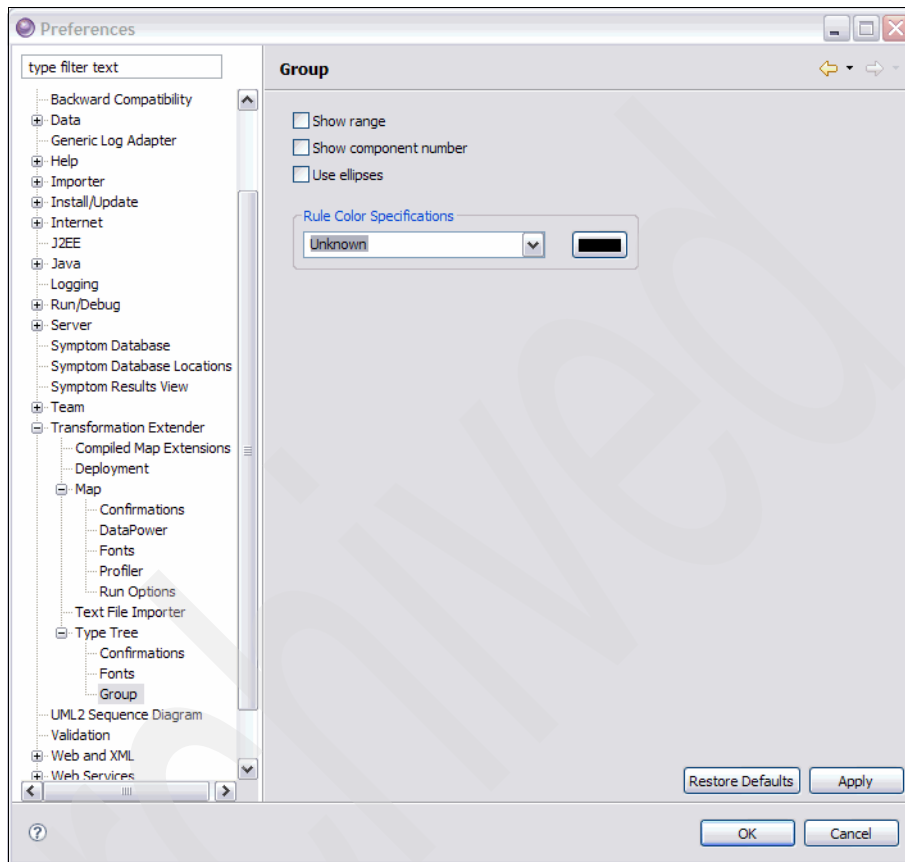 Preferences
type filter text
Group
Backward Compatibility
Data
Generic Log Adapter
Help
Importer
Install/Update
Internet
J2EE
Java
Logging
Run/Debug
Server
Symptom Database
Symptom Database Locations
Symptom Results View
Team
Transformation Extender
Compiled Map Extensions
Deployment
Map
Confirmations
DataPower
Fonts
Profiler
Run Options
Text File Importer
Type Tree
Confirmations
Fonts
Group
UML2 Sequence Diagram
Validation
Web and XML
Web Services
Show range
Show component number
Use ellipses
Rule Color Specifications
Unknown
Restore Defaults Apply
? OK Cancel